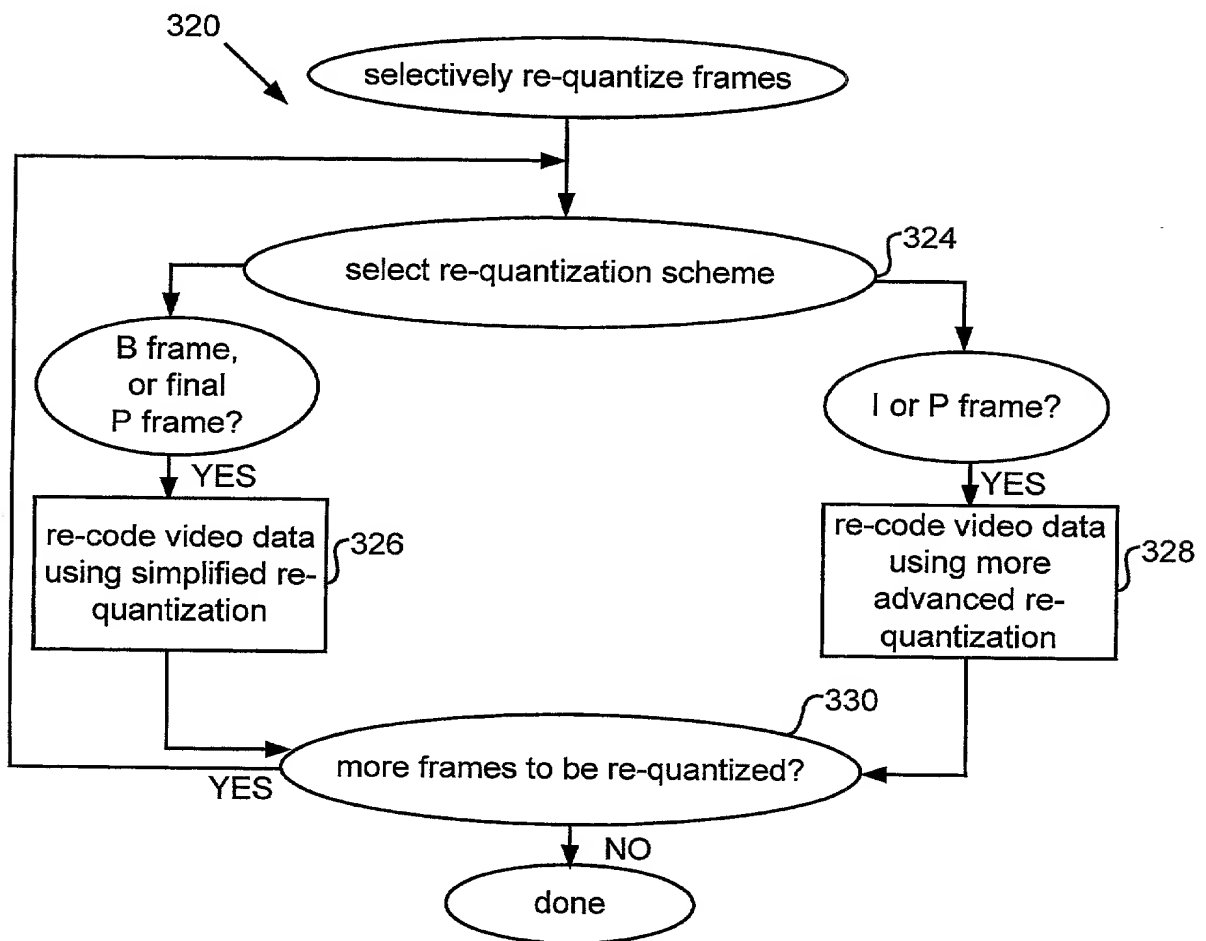 320
selectively re-quantize frames
select re-quantization scheme
324
B frame,
or final
P frame?
I or P frame?
YES
YES
re-code video data
using simplified re-
quantization
326
re-code video data
using more
advanced re-
quantization
328
330
more frames to be re-quantized?
YES
NO
done